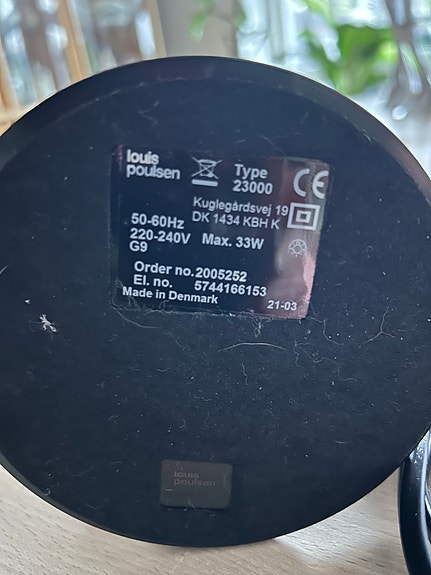 louis
poulsen
Type
23000
Kuglegårdsvej 19
DK 1434 KBH K
50-60Hz
220-240V Max. 33W
G9
Order no. 2005252
El. no. 5744166153
Made in Denmark
21-03
CE
louis
poulsen